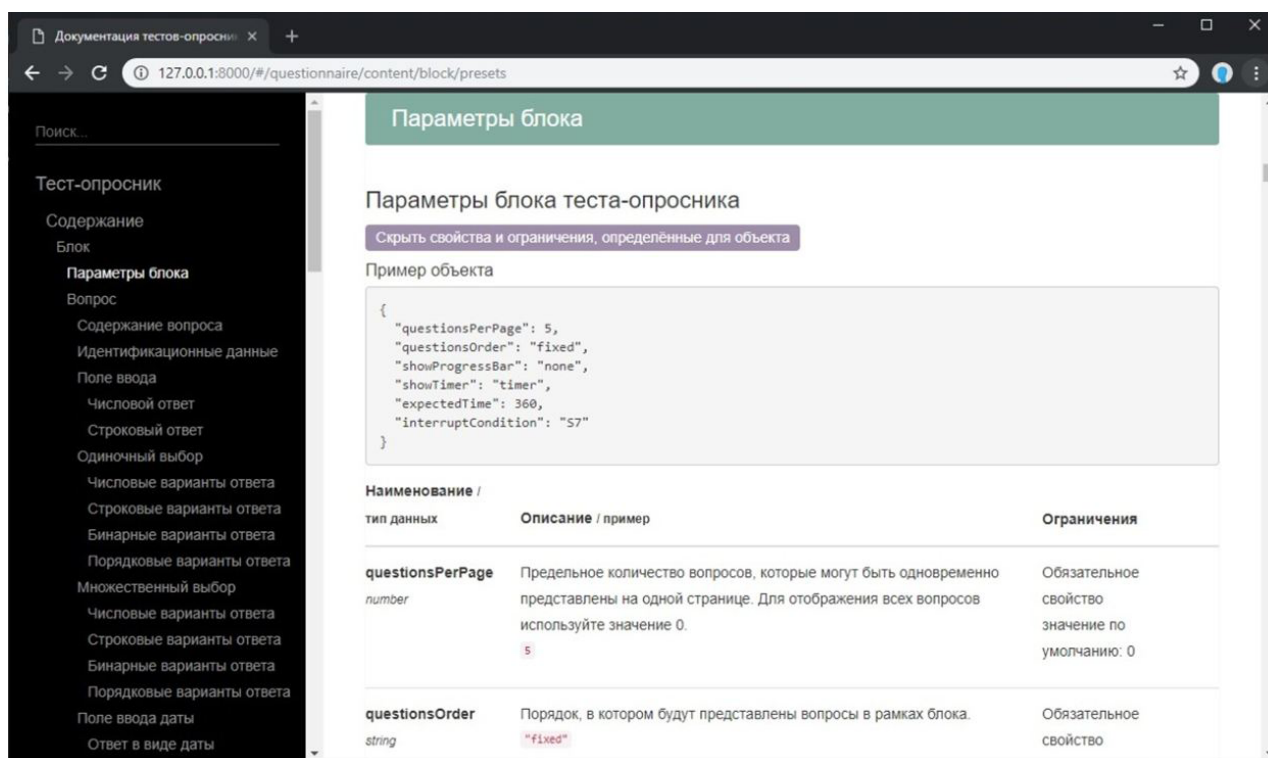 Документация тестов-опросни
127.0.0.1:8000/#/questionnaire/content/block/presets
Поиск...
Тест-опросник
Содержание
Блок
Параметры блока
Вопрос
Содержание вопроса
Идентификационные данные
Поле ввода
Числовой ответ
Строковый ответ
Одиночный выбор
Числовые варианты ответа
Строковые варианты ответа
Бинарные варианты ответа
Порядковые варианты ответа
Множественный выбор
Числовые варианты ответа
Строковые варианты ответа
Бинарные варианты ответа
Порядковые варианты ответа
Поле ввода даты
Ответ в виде даты
Параметры блока
Параметры блока теста-опросника
Скрыть свойства и ограничения, определённые для объекта
Пример объекта
{
"questionsPerPage": 5,
"questionsOrder": "fixed",
"showProgressBar": "none",
"showTimer": "timer",
"expectedTime": 360,
"interruptCondition": "S7"
}
Наименование /
тип данных Описание / пример Ограничения
questionsPerPage Предельное количество вопросов, которые могут быть одновременно Обязательное
number представлены на одной странице. Для отображения всех вопросов свойство
используйте значение 0. значение по
5 умолчанию: 0
questionsOrder Порядок, в котором будут представлены вопросы в рамках блока. Обязательное
string "fixed" свойство